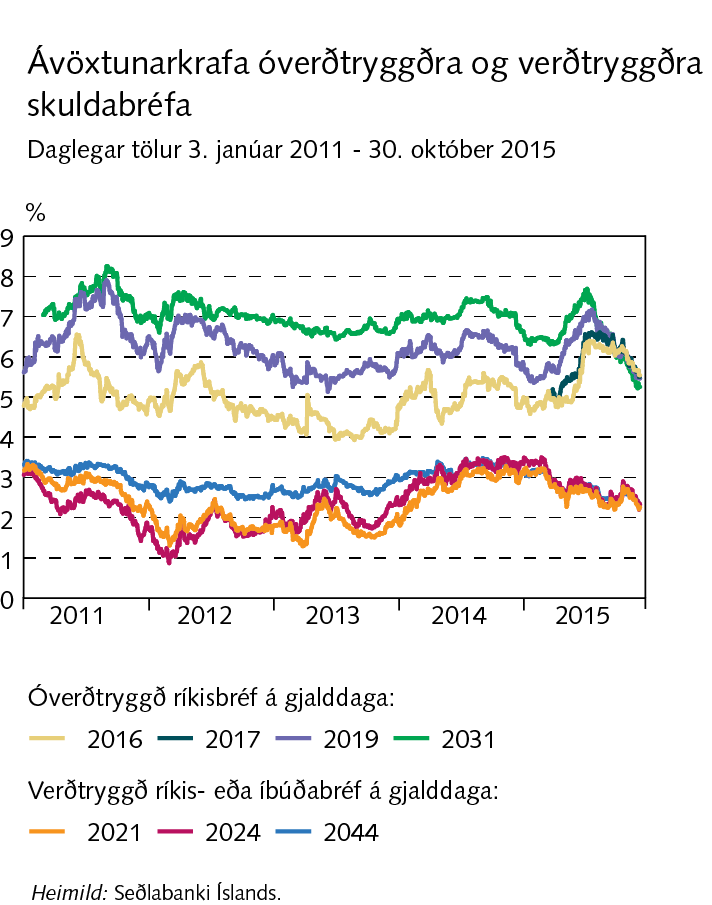 Ávöxtunarkrafa óverðtryggðra og verðtryggðra
skuldabréfa
Daglegar tölur 3. janúar 2011 - 30. október 2015
%
9
8
7
6
5
4
3
2
1
0
2011 2012 2013 2014 2015
Óverðtryggð ríkisbréf á gjalddaga:
2016 2017 2019 2031
Verðtryggð ríkis- eða íbúðabréf á gjalddaga:
2021 2024 2044
Heimild: Seðlabanki Íslands.